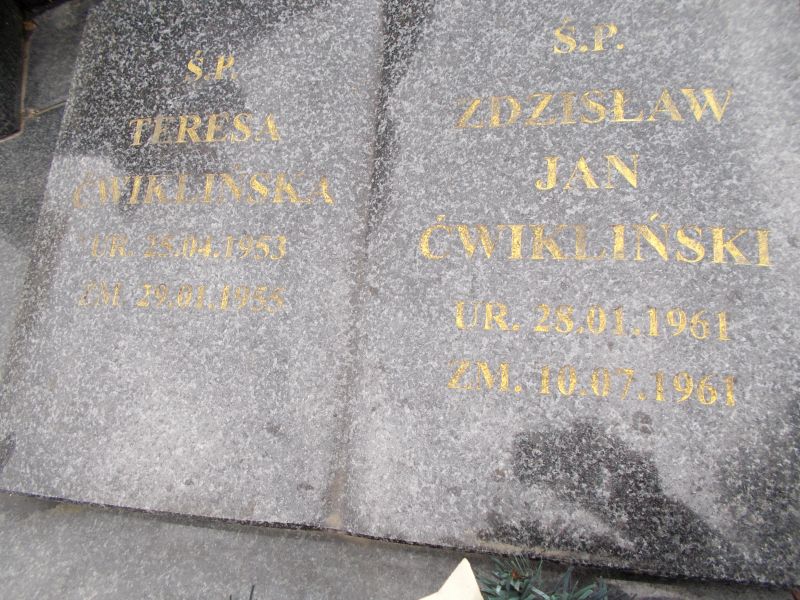 Ś.P.
TERESA
ĆWIKLIŃSKA
UR. 25.04.1953
ZM. 29.01.1955
Ś.P.
ZDZISŁAW
JAN
ĆWIKLIŃSKI
UR. 28.01.1961
ZM. 10.07.1961